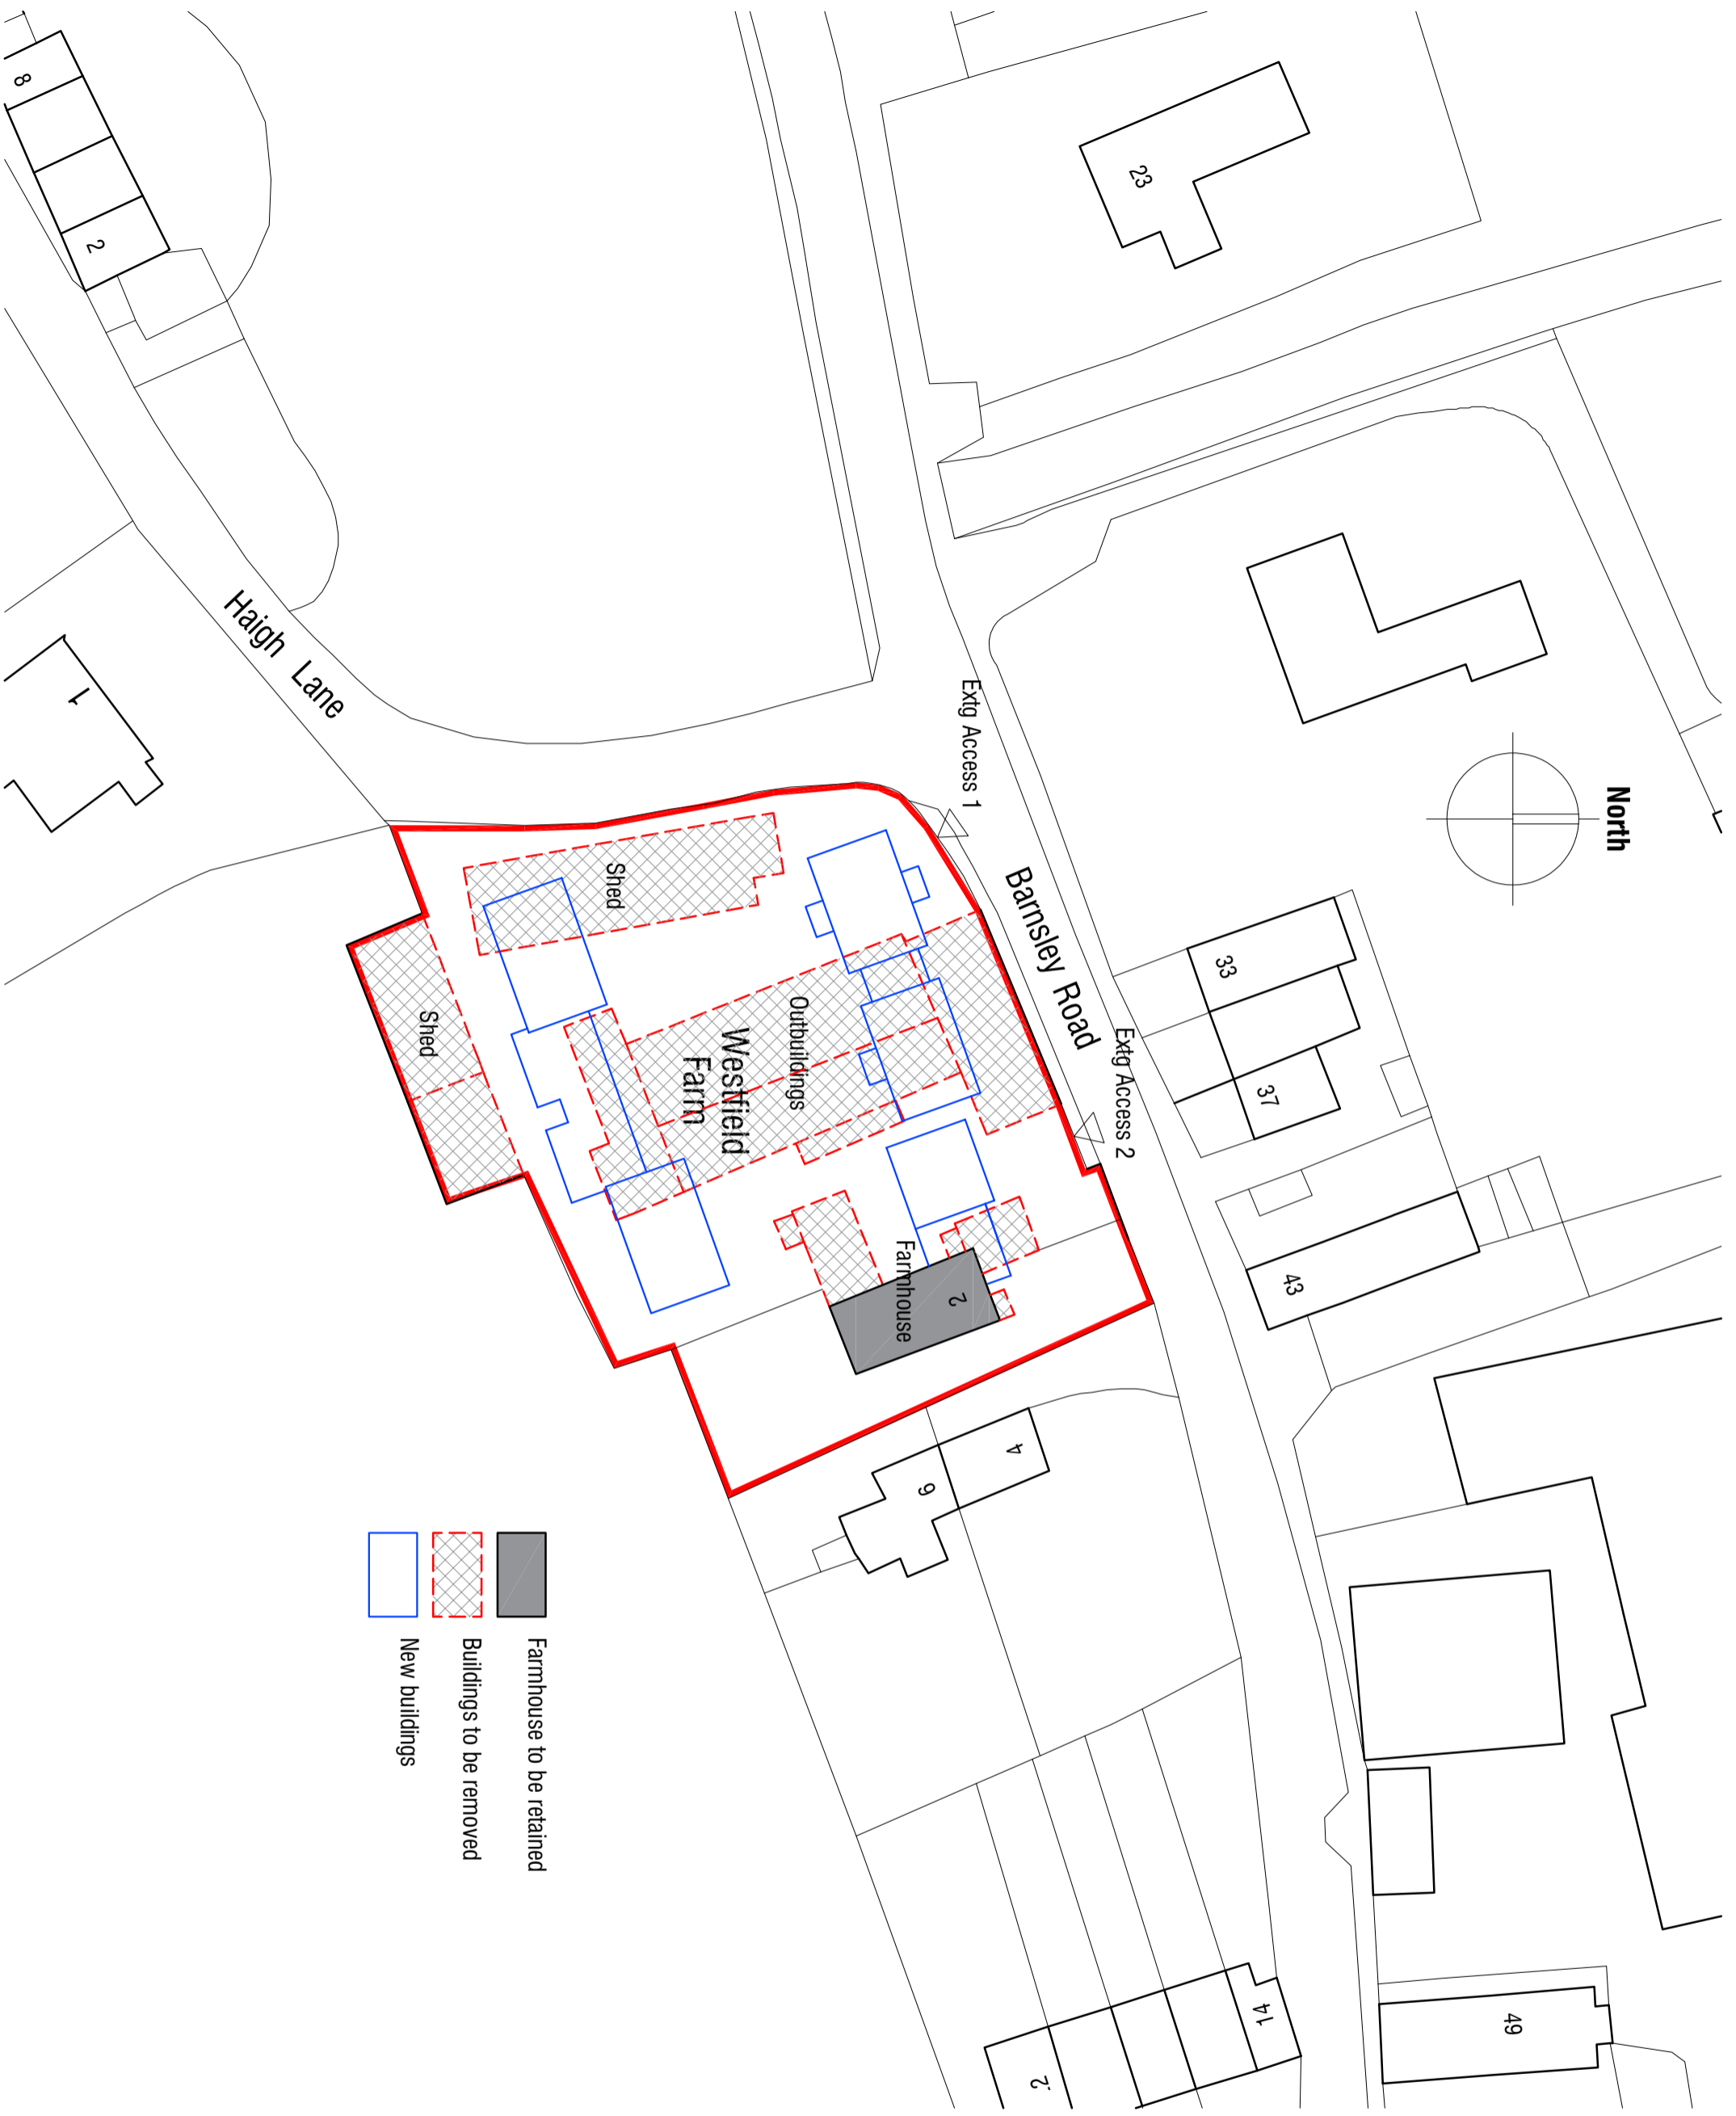 North
49
43
37
14
33
23
Extg Access 2
Barnsley Road
4
Extg Access 1
2
6
Farmhouse
Outbuildings
Westfield
Farm
Shed
Farmhouse to be retained
Buildings to be removed
Shed
New buildings
Haigh Lane
2
1
8